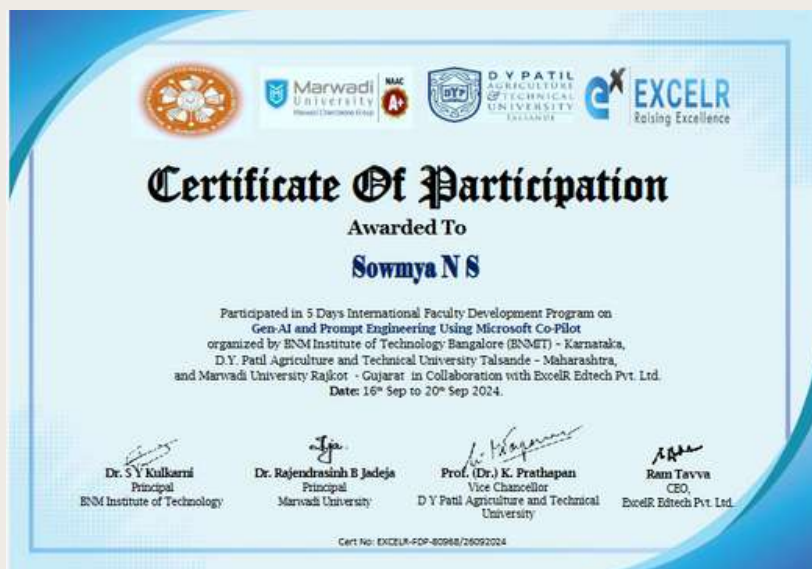 Marwadi
University
Marwadi Chandarana Group
NAAC
A+
D Y PATIL
AGRICULTURE
& TECHNICAL
UNIVERSITY
TALSANDE
DYP
ex EXCELR
Raising Excellence
Certificate Of Participation
Awarded To
Sowmya N S
Participated in 5 Days International Faculty Development Program on
Gen-AI and Prompt Engineering Using Microsoft Co-Pilot
organized by BNM Institute of Technology Bangalore (BNMIT) - Karnataka,
D.Y. Patil Agriculture and Technical University Talsande - Maharashtra,
and Marwadi University Rajkot - Gujarat in Collaboration with ExcelR Edtech Pvt. Ltd.
Date: 16th Sep to 20th Sep 2024.
Dr. S Y Kulkarni
Principal
BNM Institute of Technology
Dr. Rajendrasinh B Jadeja
Principal
Marwadi University
Prof. (Dr.) K. Prathapan
Vice Chancellor
D Y Patil Agriculture and Technical
University
Ram Tavva
CEO,
ExcelR Edtech Pvt. Ltd.
Cert No: EXCELR-FDP-80968/26092024